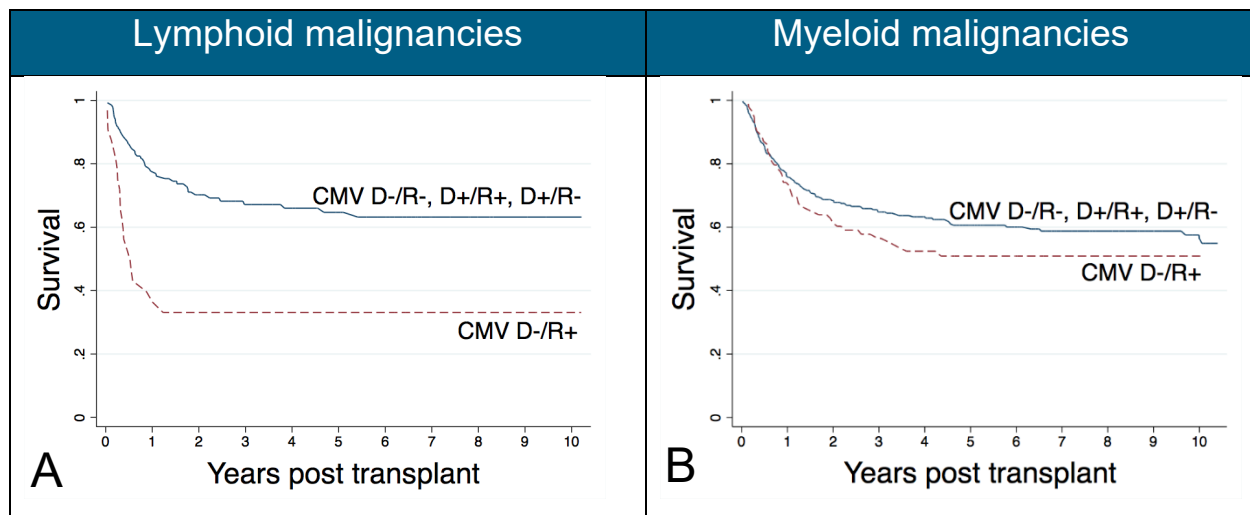 Lymphoid malignancies
Myeloid malignancies
Survival
1
.8
.6
.4
.2
0
CMV D-/R-, D+/R+, D+/R-
CMV D-/R+
0 1 2 3 4 5 6 7 8 9 10
Years post transplant
A
Survival
1
.8
.6
.4
.2
0
CMV D-/R-, D+/R+, D+/R-
CMV D-/R+
0 1 2 3 4 5 6 7 8 9 10
Years post transplant
B